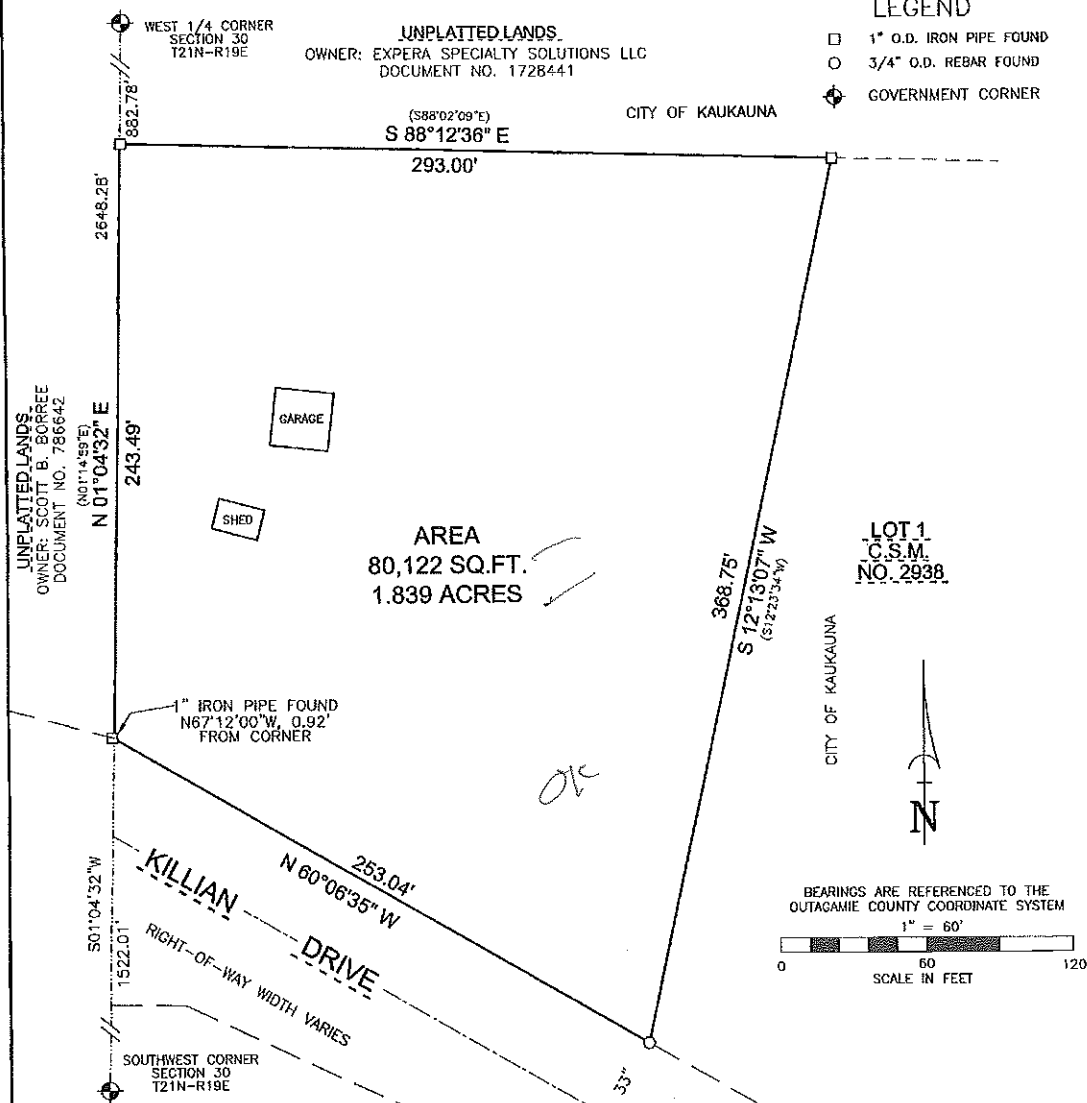 LEGEND
1" O.D. IRON PIPE FOUND
3/4" O.D. REBAR FOUND
GOVERNMENT CORNER
WEST 1/4 CORNER
SECTION 30
T21N-R19E
UNPLATTED LANDS
OWNER: EXPERA SPECIALTY SOLUTIONS LLC
DOCUMENT NO. 1728441
CITY OF KAUKAUNA
882.78'
(S88°02'09"E)
S 88°12'36" E
293.00'
2648.28'
UNPLATTED LANDS
OWNER: SCOTT B. BORREE
DOCUMENT NO. 786642
(N01°14'59"E)
N 01°04'32" E
243.49'
GARAGE
SHED
AREA
80,122 SQ.FT.
1.839 ACRES
368.75'
S 12°13'07" W
(S12°23'34"W)
LOT 1
C.S.M.
NO. 2938
CITY OF KAUKAUNA
1" IRON PIPE FOUND
N67°12'00"W, 0.92'
FROM CORNER
OK
N
253.04'
N 60°06'35" W
KILLIAN DRIVE
RIGHT-OF-WAY WIDTH VARIES
S01°04'32"W
1522.01'
33'
BEARINGS ARE REFERENCED TO THE
OUTAGAMIE COUNTY COORDINATE SYSTEM
1" = 60'
0 60 120
SCALE IN FEET
SOUTHWEST CORNER
SECTION 30
T21N-R19E